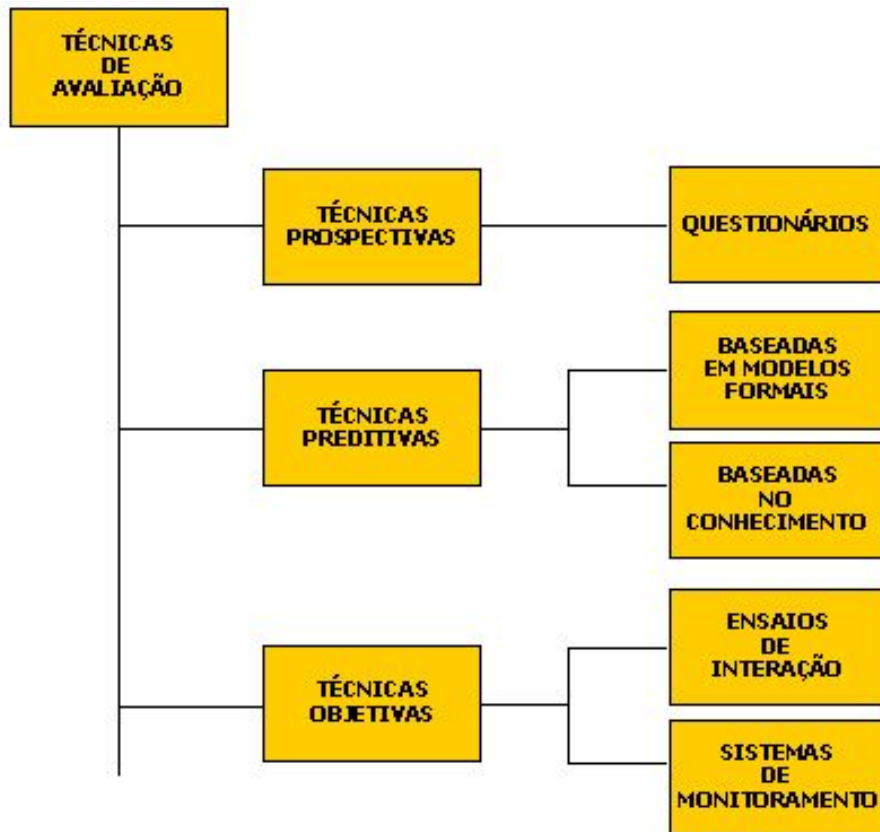 TÉCNICAS
DE
AVALIAÇÃO
TÉCNICAS
PROSPECTIVAS
QUESTIONÁRIOS
TÉCNICAS
PREDITIVAS
BASEADAS
EM MODELOS
FORMAIS
BASEADAS
NO
CONHECIMENTO
TÉCNICAS
OBJETIVAS
ENSAIOS
DE
INTERAÇÃO
SISTEMAS
DE
MONITORAMENTO